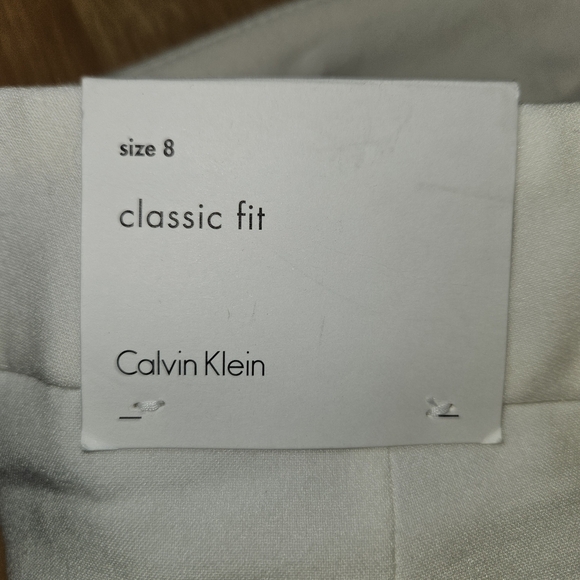 size 8
classic fit
Calvin Klein